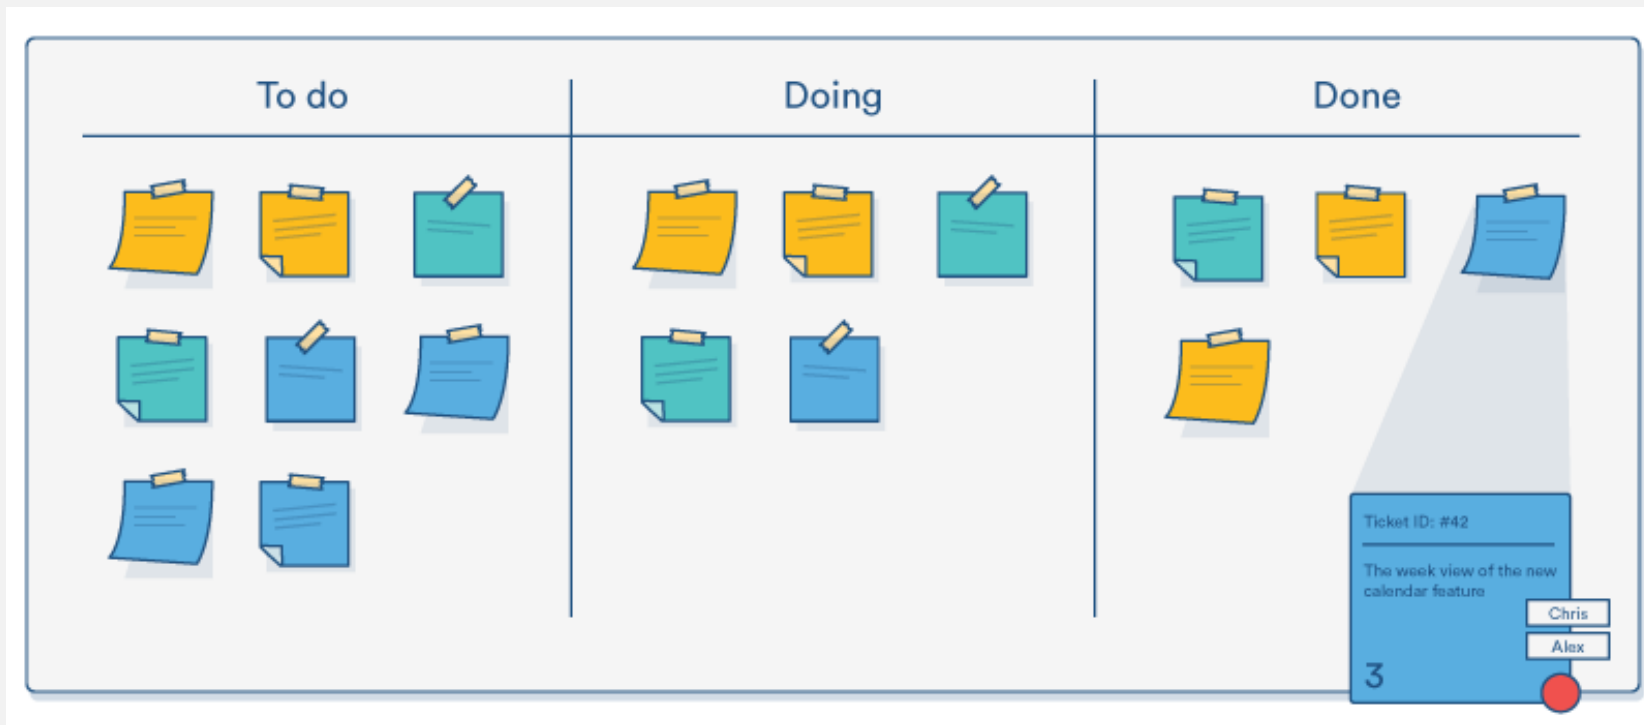 To do
Doing
Done
Ticket ID: #42
The week view of the new
calendar feature
Chris
Alex
3